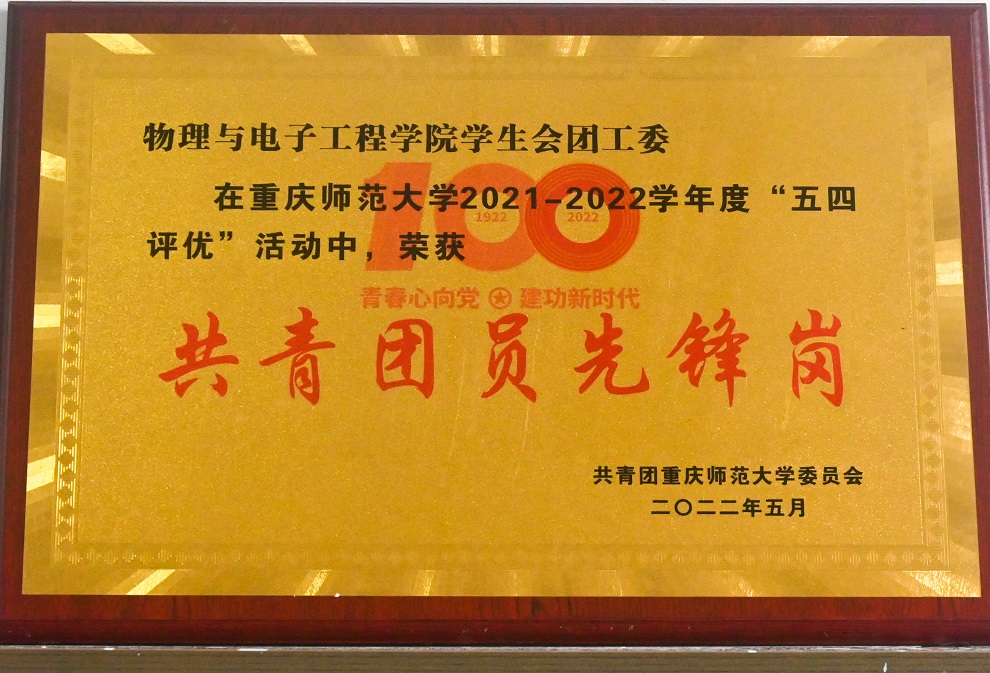 物理与电子工程学院学生会团工委
在重庆师范大学2021-2022学年度“五四
评优”活动中，荣获
100
1922 2022
青春心向党 建功新时代
共青团员先锋岗
共青团重庆师范大学委员会
二〇二二年五月